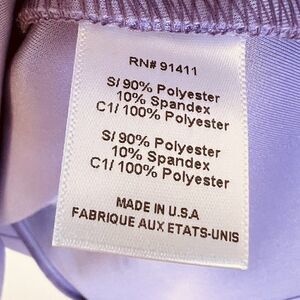 RN# 91411
S/ 90% Polyester
10% Spandex
C1/ 100% Polyester
S/ 90% Polyester
10% Spandex
C1/ 100% Polyester
MADE IN U.S.A
FABRIQUE AUX ETATS-UNIS